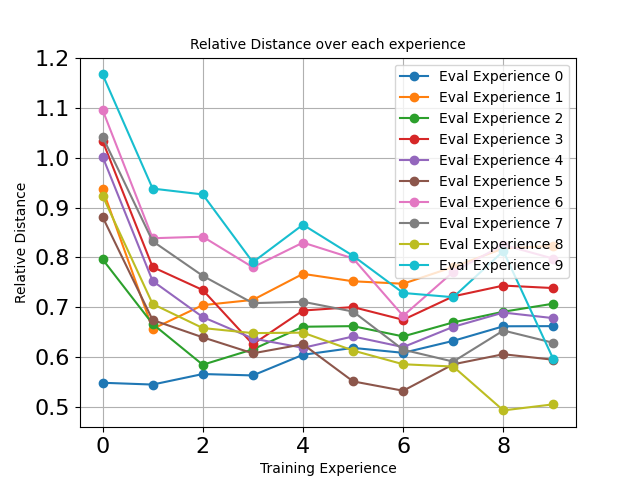 Relative Distance over each experience
1.2
1.1
1.0
0.9
0.8
0.7
0.6
0.5
Relative Distance
Eval Experience 0
Eval Experience 1
Eval Experience 2
Eval Experience 3
Eval Experience 4
Eval Experience 5
Eval Experience 6
Eval Experience 7
Eval Experience 8
Eval Experience 9
0 2 4 6 8
Training Experience